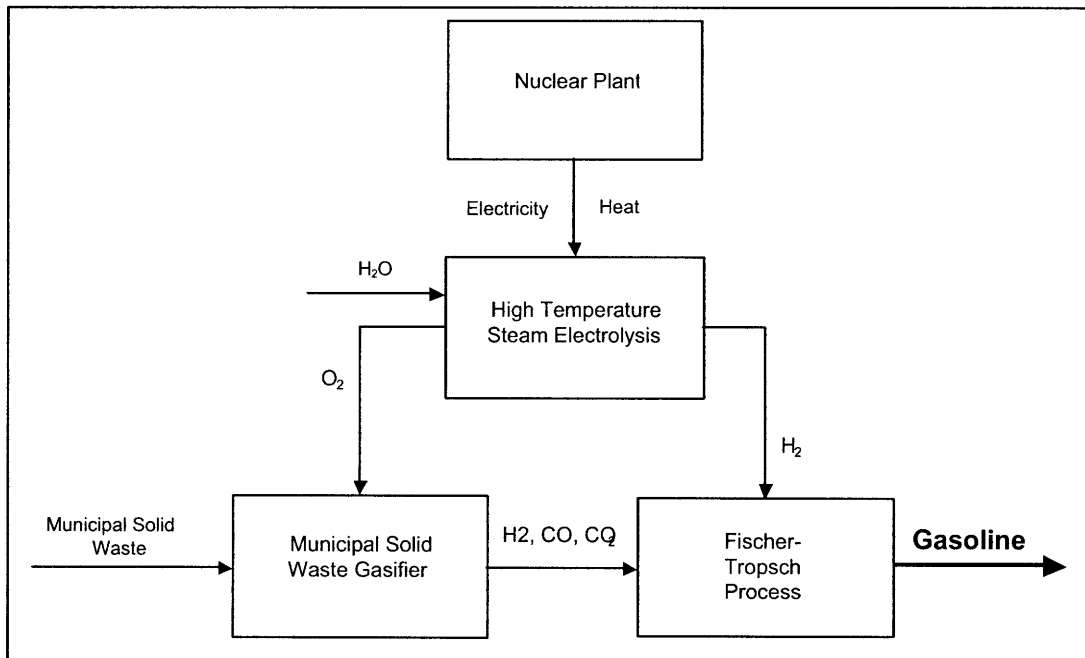 Nuclear Plant
Electricity
Heat
H₂O
High Temperature
Steam Electrolysis
O₂
H₂
Municipal Solid
Waste
Municipal Solid
Waste Gasifier
H2, CO, CO₂
Fischer-
Tropsch
Process
Gasoline